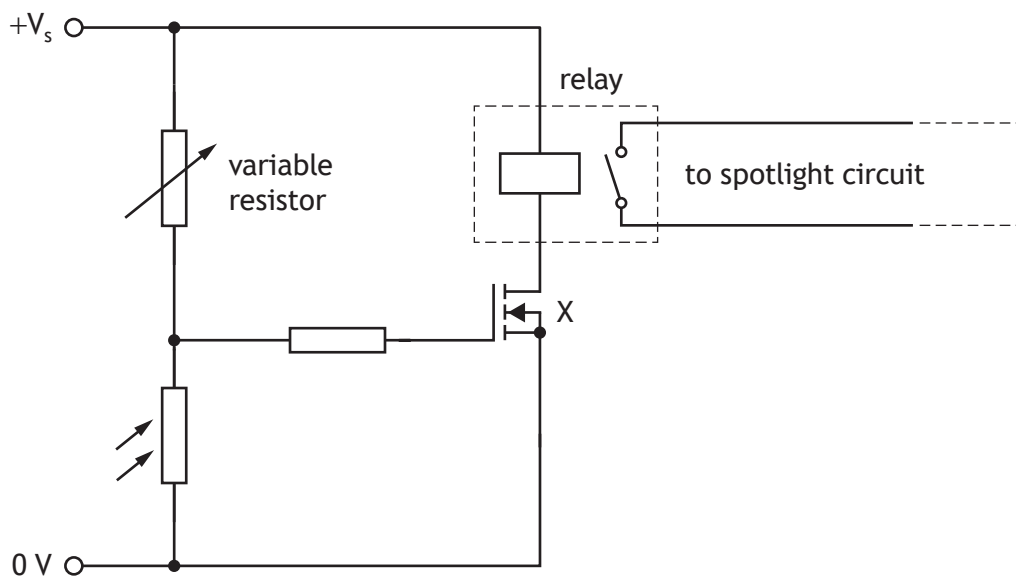 +Vs
relay
variable
resistor
to spotlight circuit
X
0 V